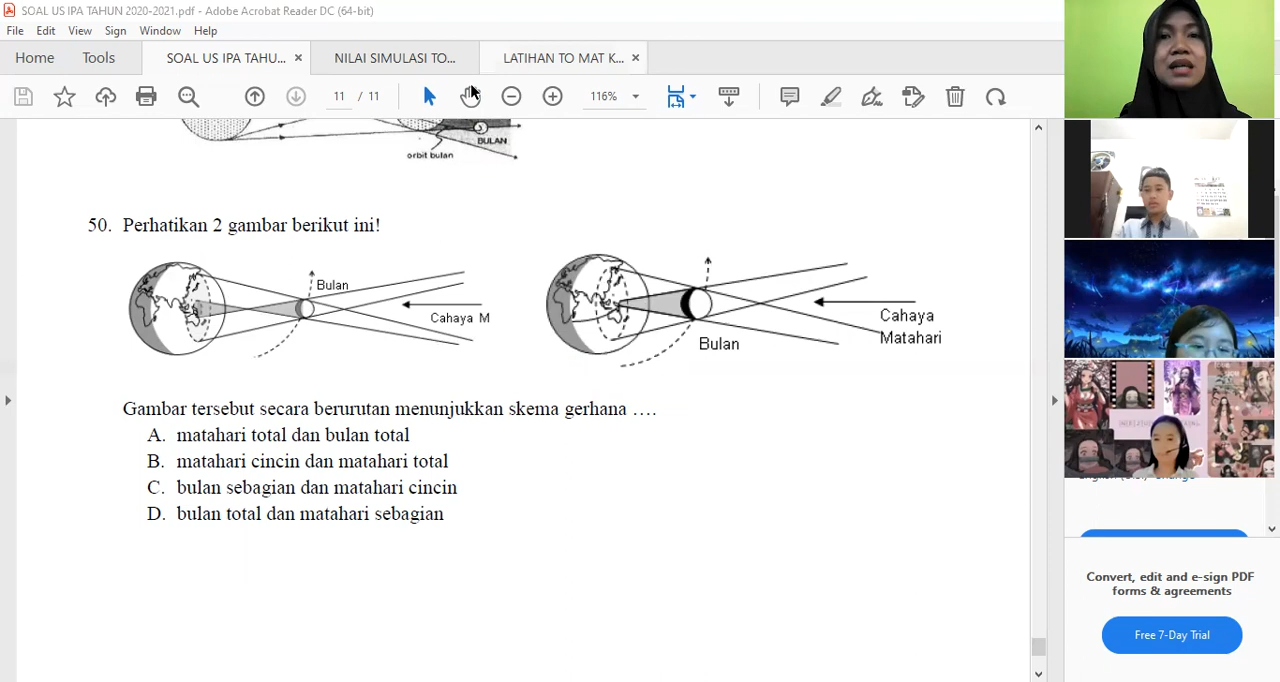 SOAL US IPA TAHUN 2020-2021.pdf - Adobe Acrobat Reader DC (64-bit)
File Edit View Sign Window Help
Home Tools SOAL US IPA TAHU... × NILAI SIMULASI TO... LATIHAN TO MAT K... ×
11 / 11 116%
BULAN
orbit bulan
50. Perhatikan 2 gambar berikut ini!
Bulan
Cahaya M
Cahaya
Matahari
Bulan
Gambar tersebut secara berurutan menunjukkan skema gerhana ….
A. matahari total dan bulan total
B. matahari cincin dan matahari total
C. bulan sebagian dan matahari cincin
D. bulan total dan matahari sebagian
Convert, edit and e-sign PDF
forms & agreements
Free 7-Day Trial